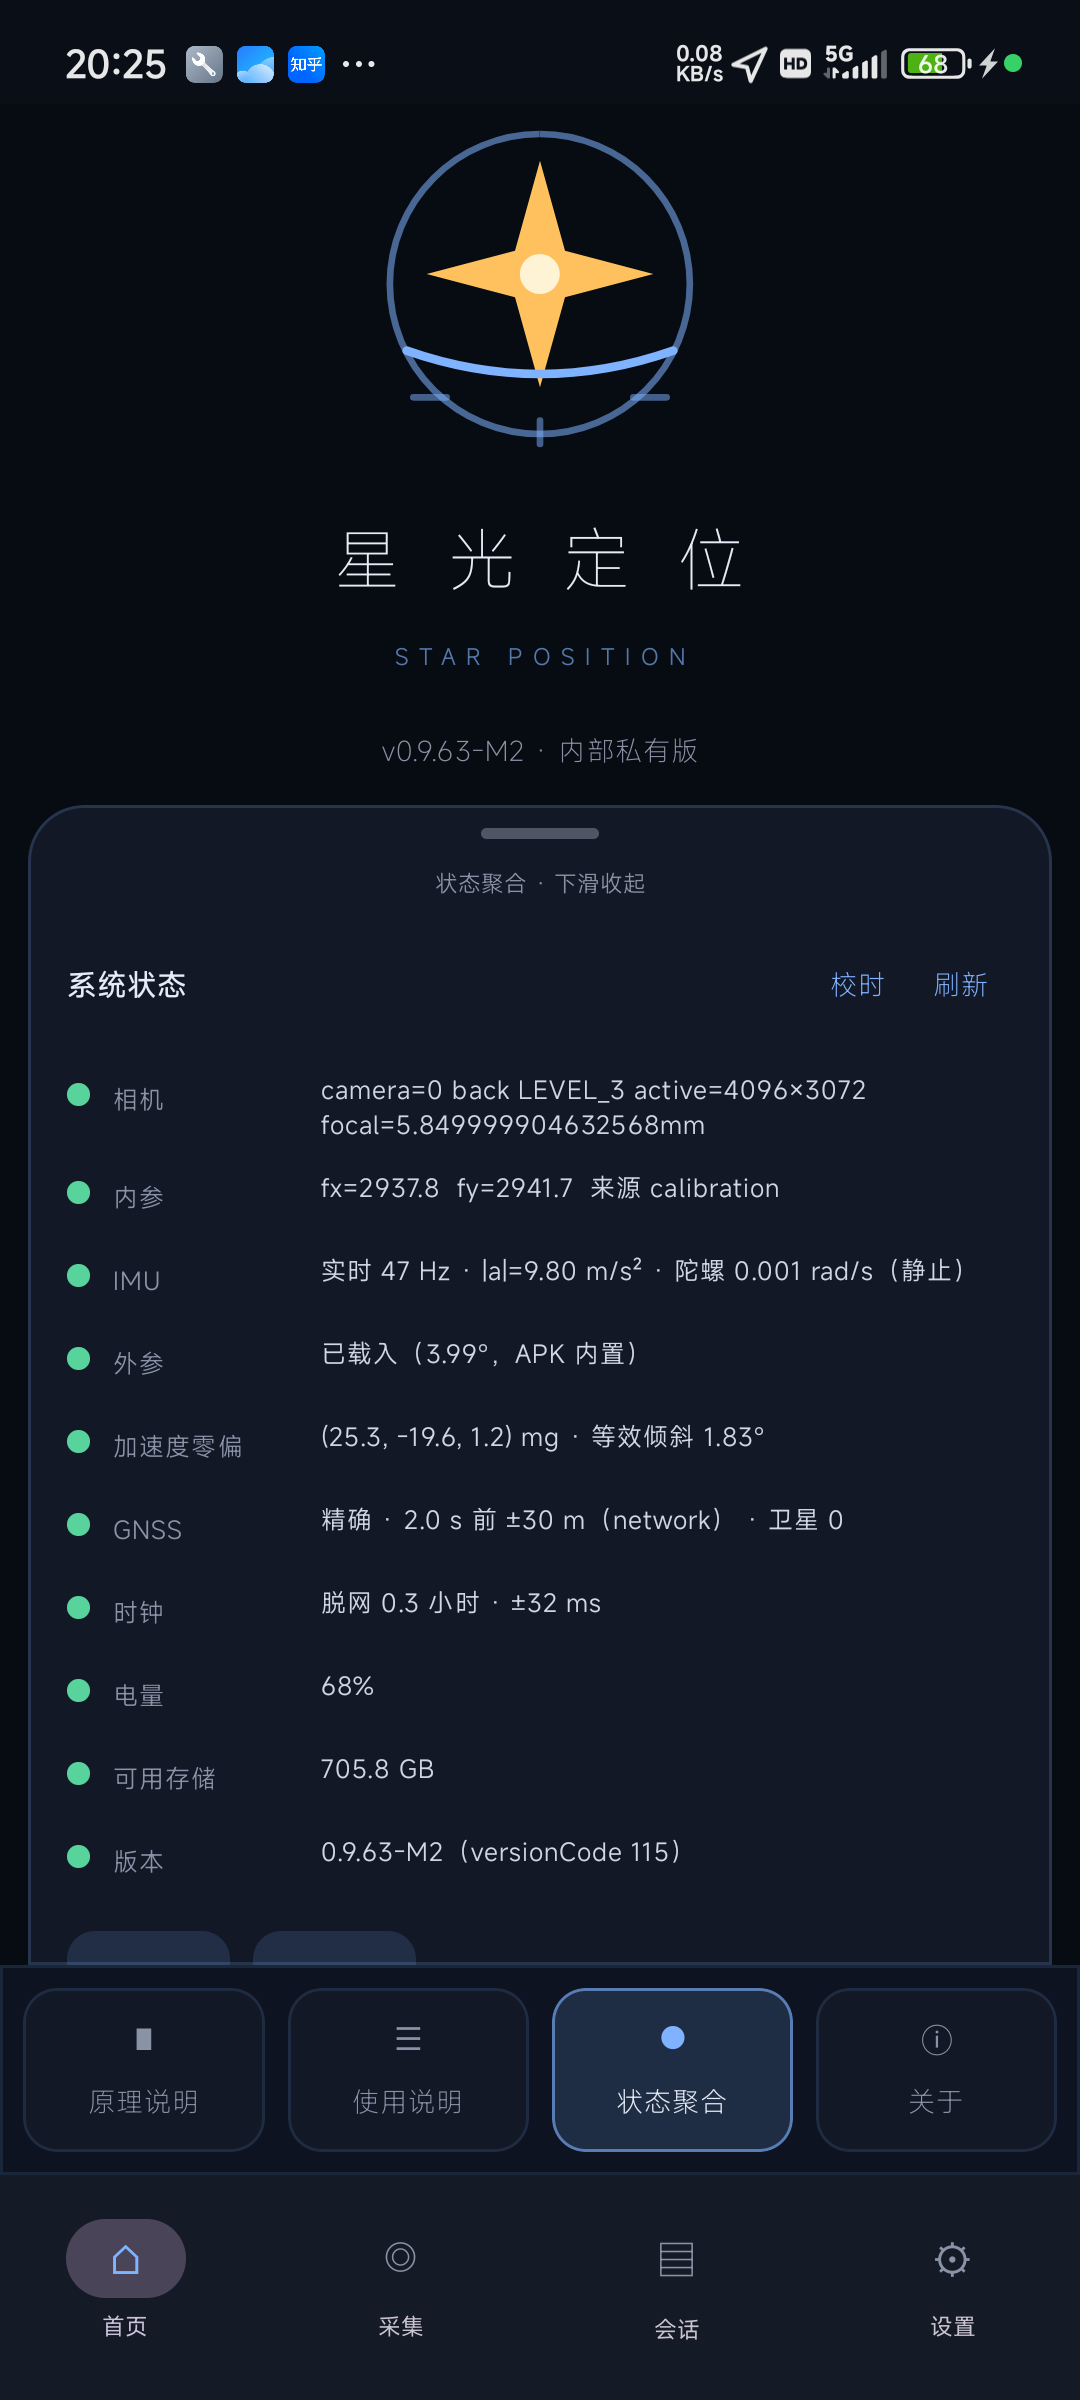 20:25 知乎 ··· 0.08 KB/s HD 5G 68
星光定位
STAR POSITION
v0.9.63-M2 · 内部私有版
状态聚合 · 下滑收起
系统状态 校时 刷新
相机 camera=0 back LEVEL_3 active=4096×3072
focal=5.849999904632568mm
内参 fx=2937.8 fy=2941.7 来源 calibration
IMU 实时 47 Hz · |a|=9.80 m/s² · 陀螺 0.001 rad/s（静止）
外参 已载入（3.99°，APK 内置）
加速度零偏 (25.3, -19.6, 1.2) mg · 等效倾斜 1.83°
GNSS 精确 · 2.0 s 前 ±30 m（network） · 卫星 0
时钟 脱网 0.3 小时 · ±32 ms
电量 68%
可用存储 705.8 GB
版本 0.9.63-M2（versionCode 115）
原理说明 使用说明 状态聚合 关于
首页 采集 会话 设置